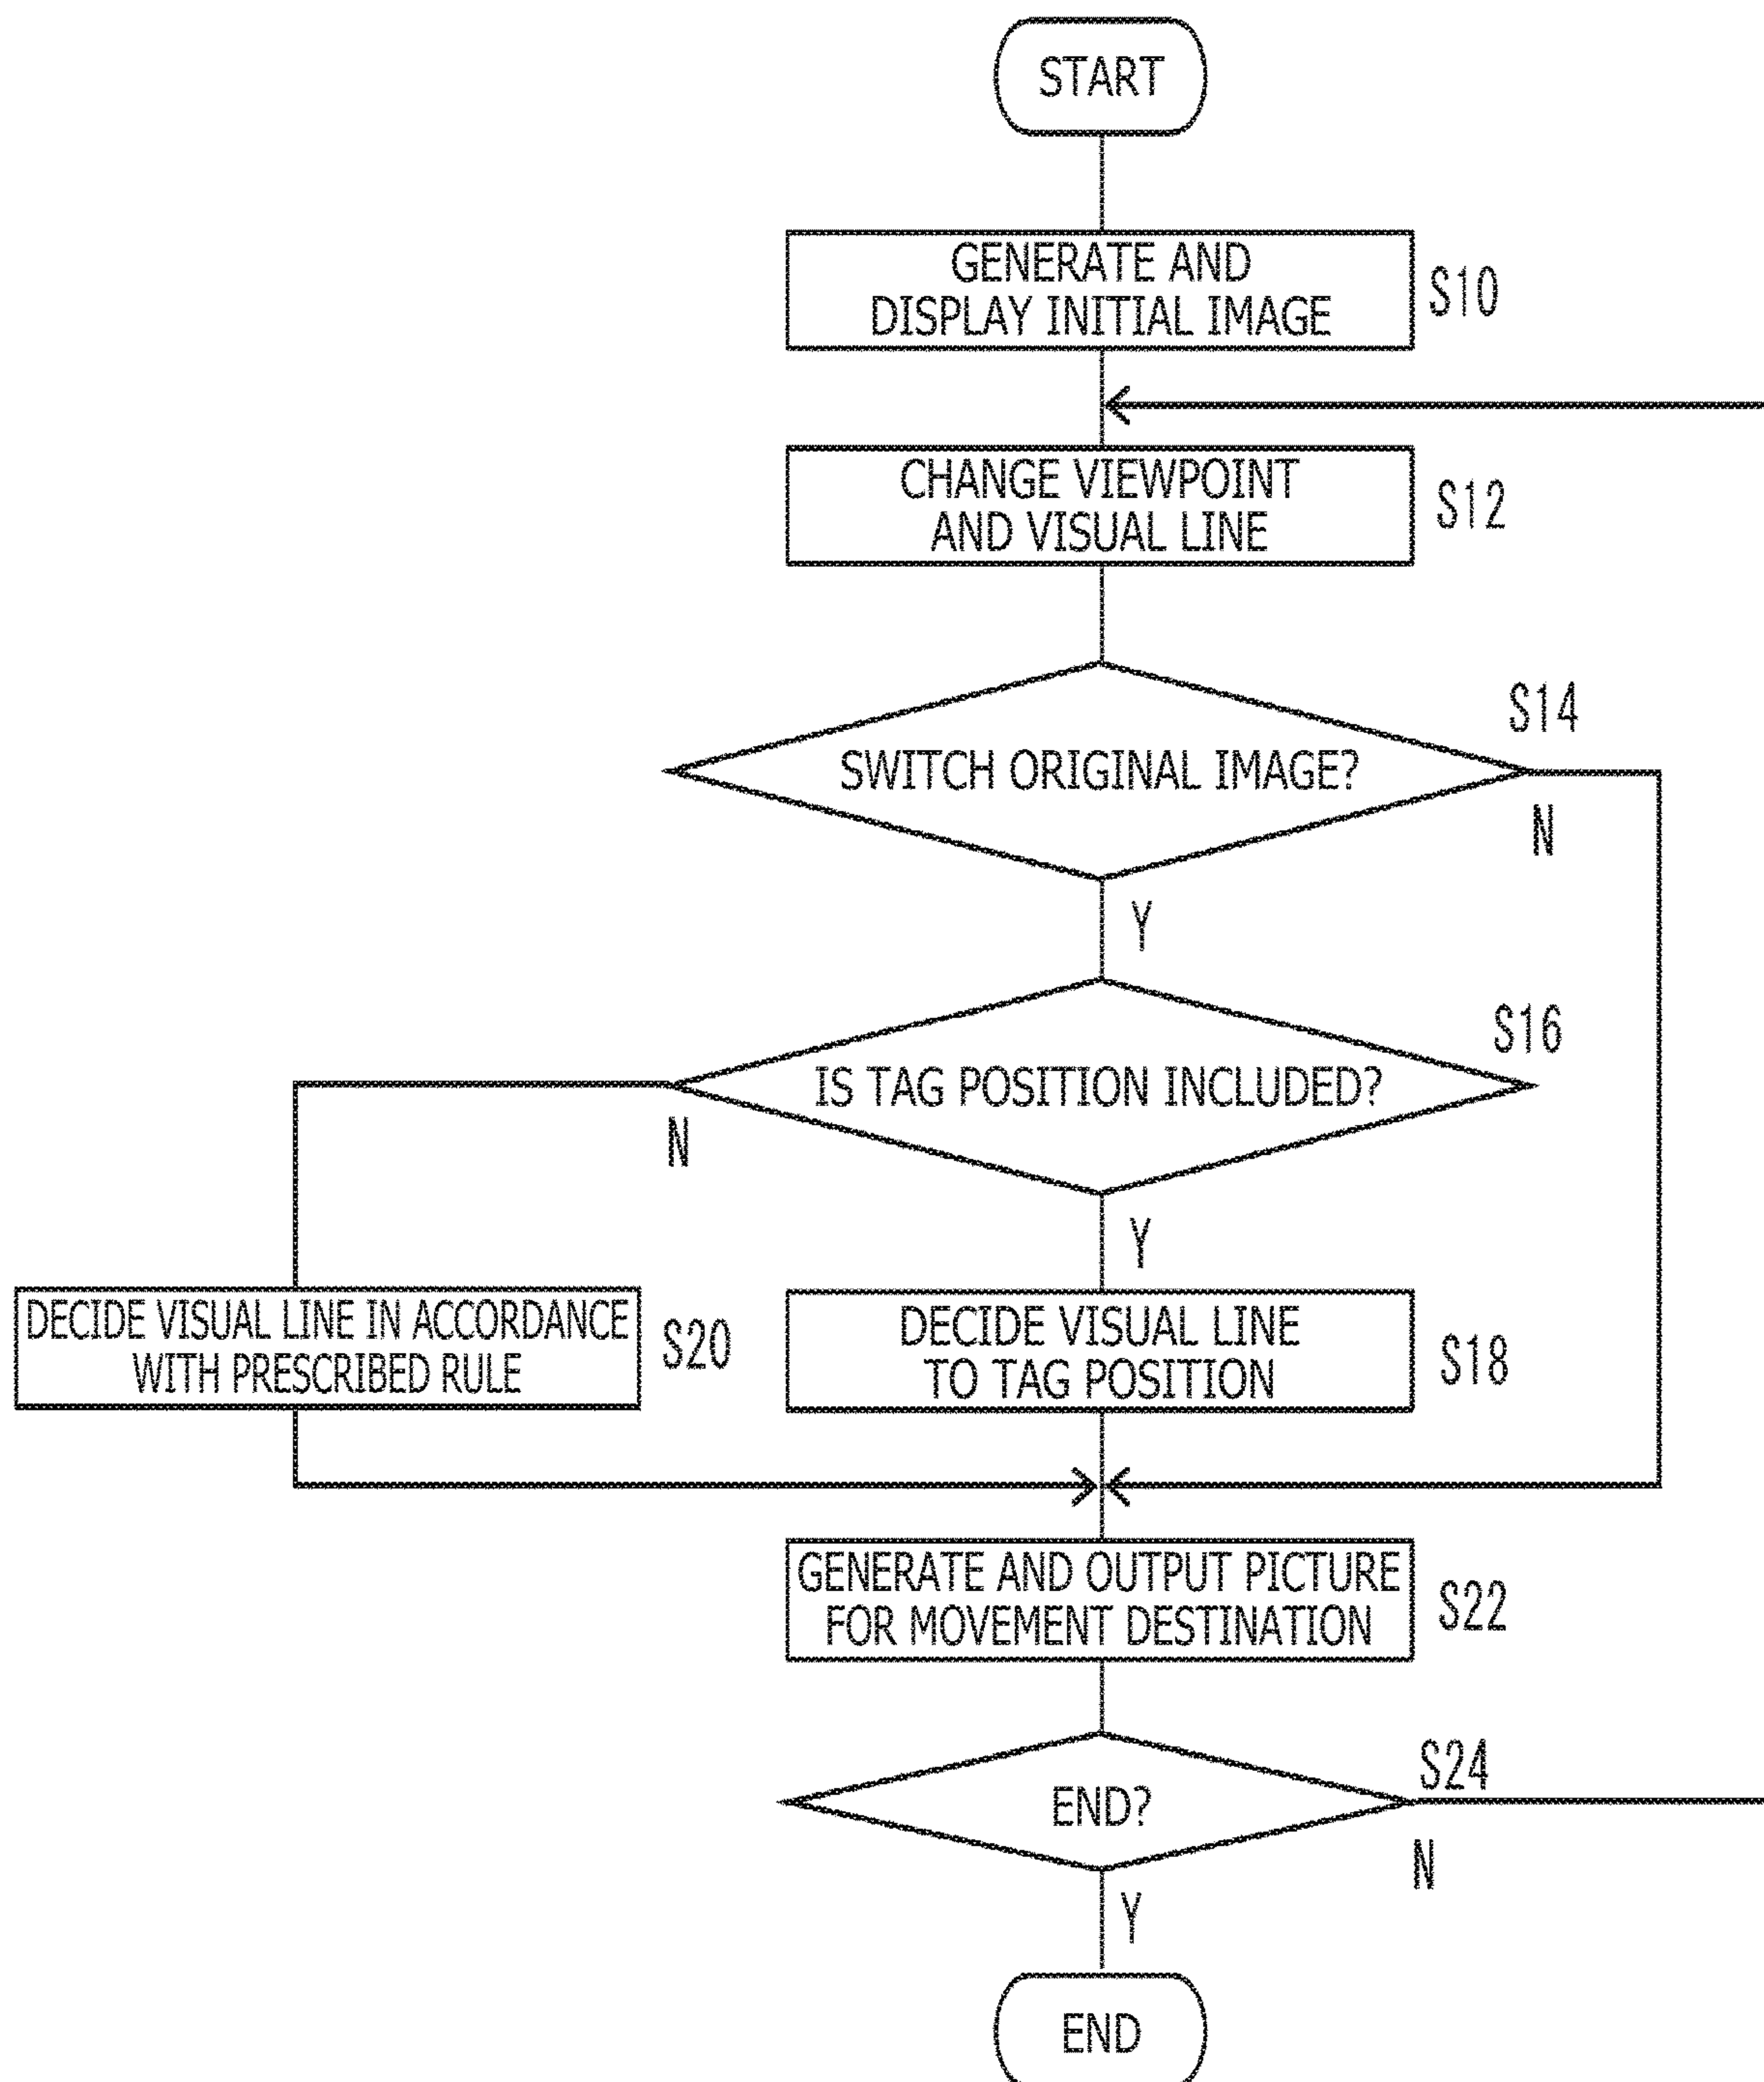 START
GENERATE AND
DISPLAY INITIAL IMAGE
S10
CHANGE VIEWPOINT
AND VISUAL LINE
S12
S14
SWITCH ORIGINAL IMAGE?
N
Y
S16
IS TAG POSITION INCLUDED?
N
Y
DECIDE VISUAL LINE IN ACCORDANCE
WITH PRESCRIBED RULE
S20
DECIDE VISUAL LINE
TO TAG POSITION
S18
GENERATE AND OUTPUT PICTURE
FOR MOVEMENT DESTINATION
S22
S24
END?
N
Y
END